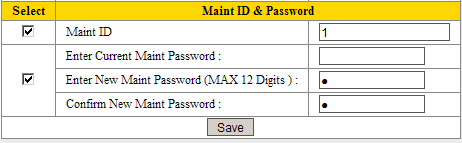 Select Maint ID & Password
Maint ID 1
Enter Current Maint Password :
Enter New Maint Password (MAX 12 Digits ) : ●
Confirm New Maint Password : ●
Save